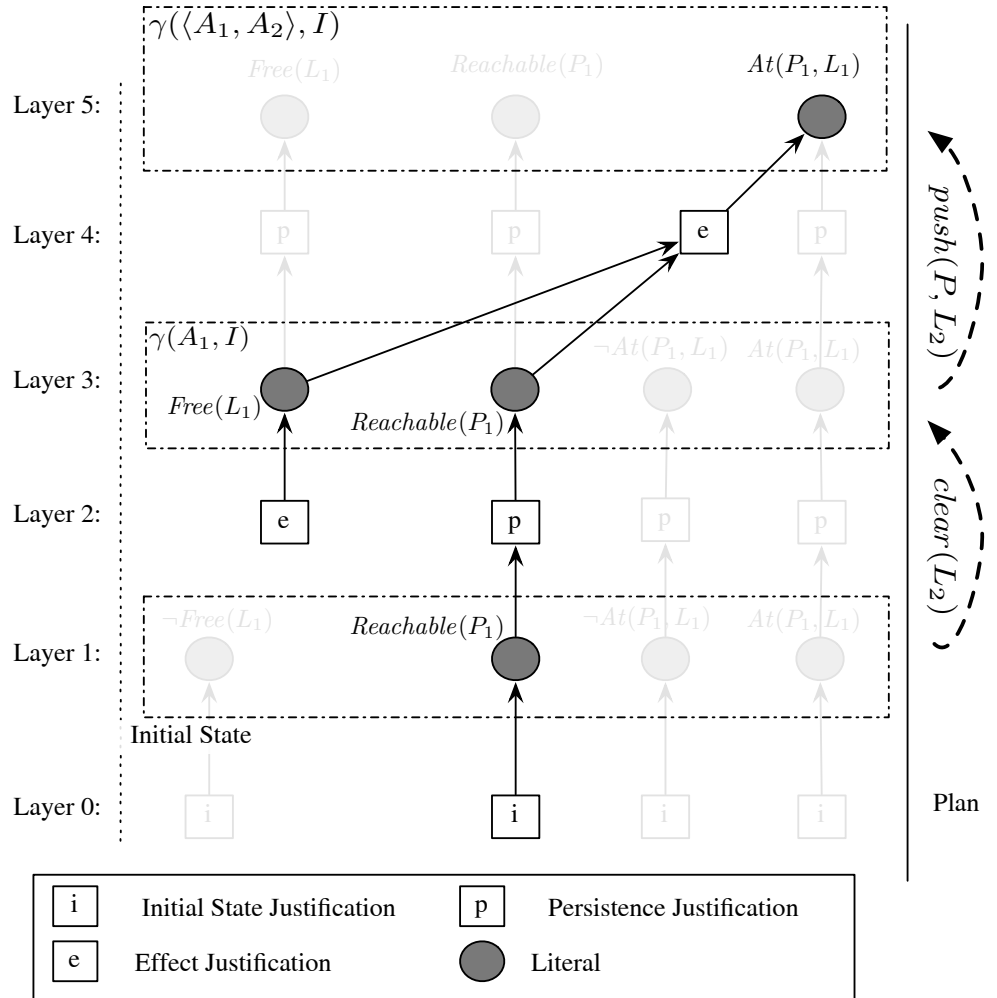 γ(⟨A₁, A₂⟩, I)
Free(L₁) Reachable(P₁) At(P₁, L₁)
Layer 5:
Layer 4: p p e p
push(P, L₂)
γ(A₁, I)
¬At(P₁, L₁) At(P₁, L₁)
Layer 3:
Free(L₁) Reachable(P₁)
Layer 2: e p p p
clear(L₂)
¬Free(L₁) Reachable(P₁) ¬At(P₁, L₁) At(P₁, L₁)
Layer 1:
Initial State
Layer 0: i i i i Plan
i Initial State Justification p Persistence Justification
e Effect Justification Literal